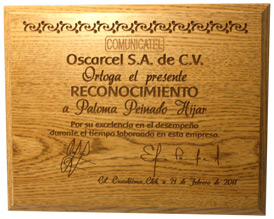 COMUNICATEL
Oscarcel S.A. de C.V.
Ortoga el presente
RECONOCIMIENTO
a Paloma Peinado Hijar
Por su excelencia en el desempeño
durante el tiempo laborando en esta empresa.
Cd. Cuauhtémoc, Chih. a 21 de Febrero de 2011